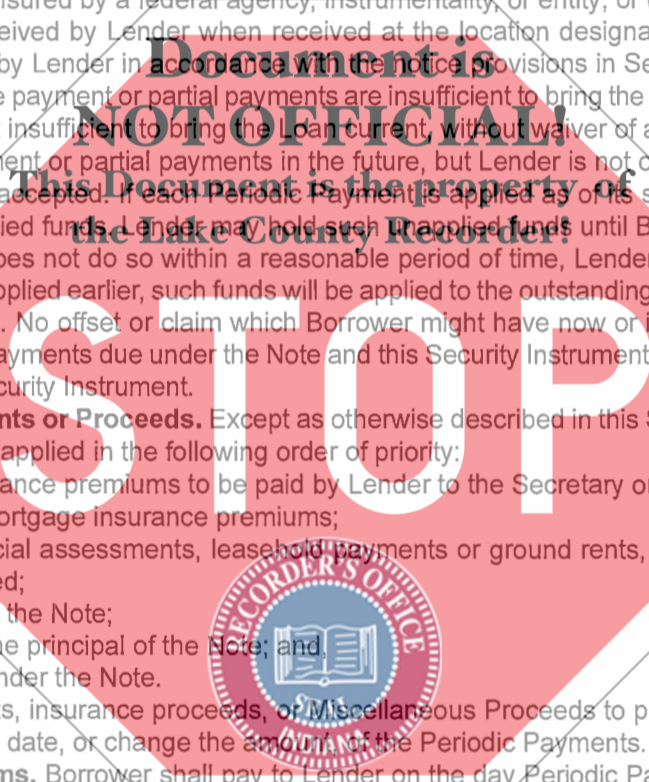 nsured by a federal agency, instrumentality, or entity; or
eived by Lender when received at the location designa
by Lender in accordance with the notice provisions in Se
e payment or partial payments are insufficient to bring the
t insufficient to bring the Loan current, without waiver of a
ent or partial payments in the future, but Lender is not o
accepted. If each Periodic Payment is applied as of its s
ied funds. Lender may hold such unapplied funds until B
oes not do so within a reasonable period of time, Lender
pplied earlier, such funds will be applied to the outstanding
. No offset or claim which Borrower might have now or i
ayments due under the Note and this Security Instrument
curity Instrument.
nts or Proceeds. Except as otherwise described in this S
applied in the following order of priority:
ance premiums to be paid by Lender to the Secretary o
ortgage insurance premiums;
cial assessments, leasehold payments or ground rents,
ed;
the Note;
e principal of the Note; and,
nder the Note.
ts, insurance proceeds, or Miscellaneous Proceeds to p
date, or change the amount, of the Periodic Payments.
ms. Borrower shall pay to Lender on the day Periodic Pa
Document is
NOT OFFICIAL!
This Document is the property of
the Lake County Recorder!
STOP
RECORDER'S OFFICE
SEAL
INDIANA